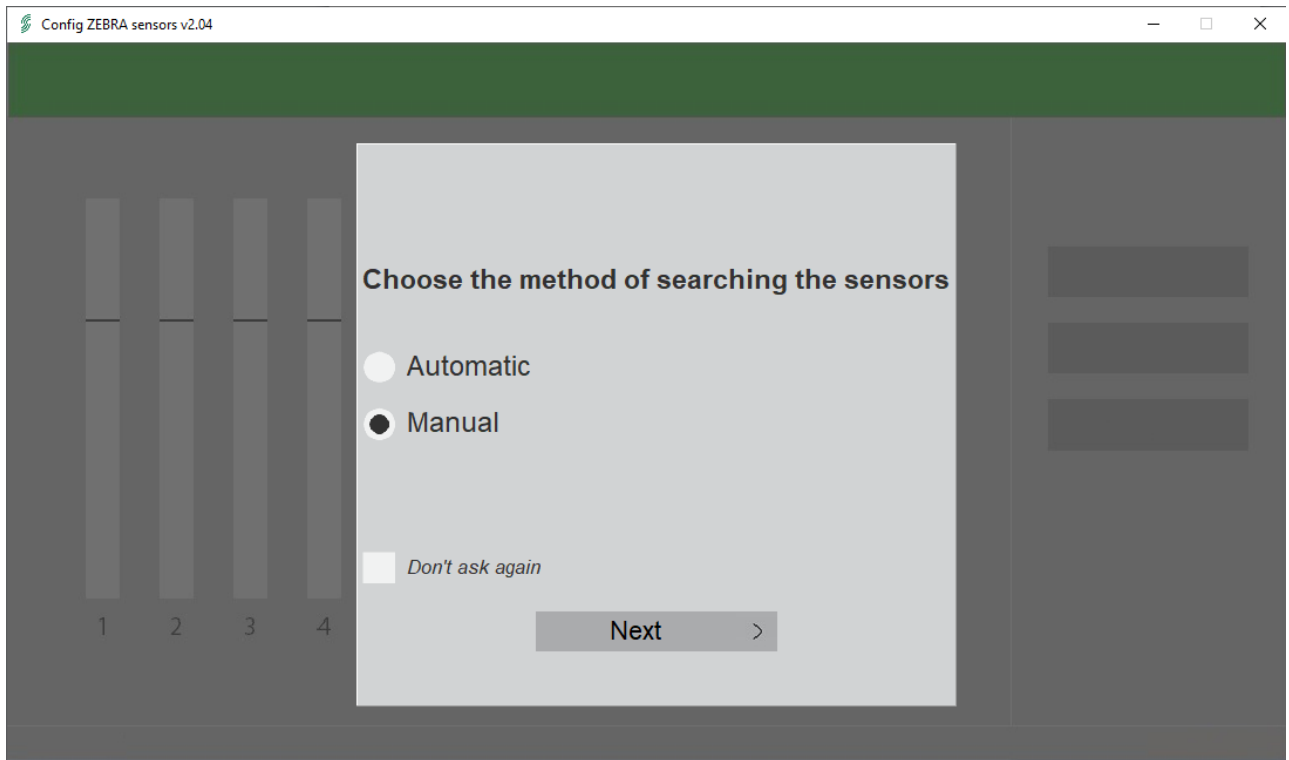 Config ZEBRA sensors v2.04
Choose the method of searching the sensors
Automatic
Manual
Don't ask again
Next
1 2 3 4